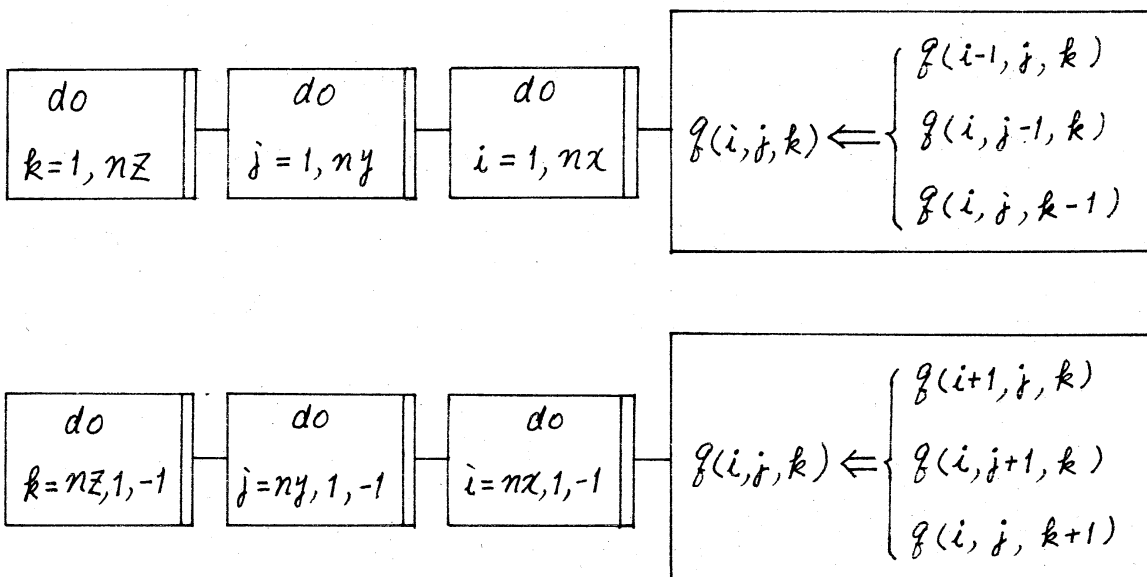 do
k=1, nz
do
j = 1, ny
do
i = 1, nx
q(i,j,k) ⇐
q(i-1, j, k)
q(i, j-1, k)
q(i, j, k-1)
do
k=nz,1,-1
do
j=ny,1,-1
do
i=nx,1,-1
q(i,j,k) ⇐
q(i+1, j, k)
q(i, j+1, k)
q(i, j, k+1)